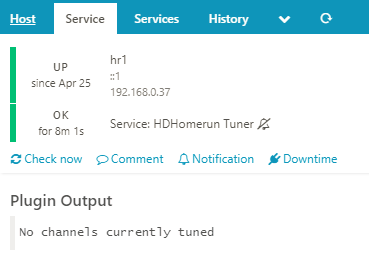 Host Service Services History
UP
since Apr 25
hr1
::1
192.168.0.37
OK
for 8m 1s
Service: HDHomerun Tuner
Check now Comment Notification Downtime
Plugin Output
No channels currently tuned